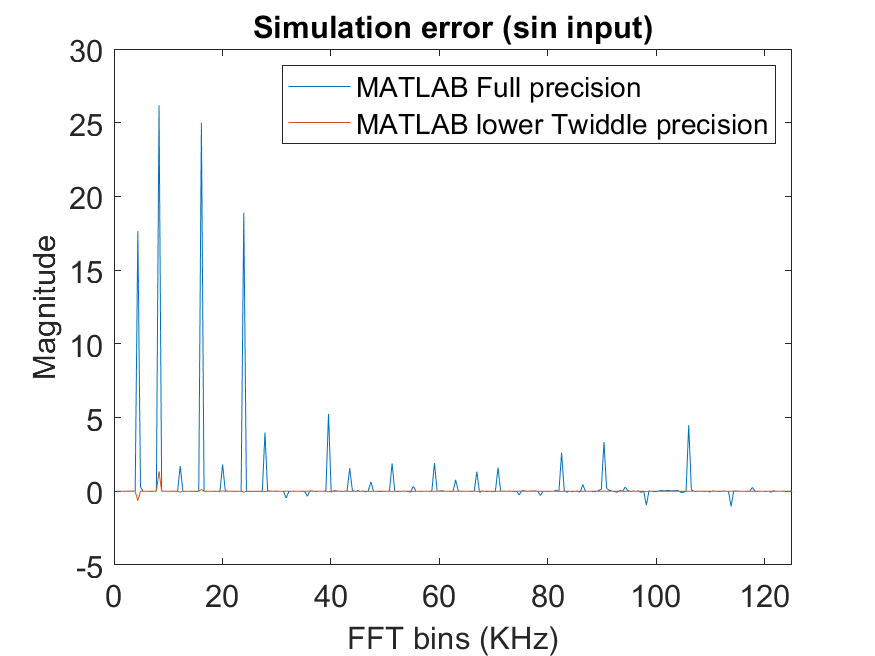 Simulation error (sin input)
MATLAB Full precision
MATLAB lower Twiddle precision
Magnitude
30
25
20
15
10
5
0
-5
0 20 40 60 80 100 120
FFT bins (KHz)